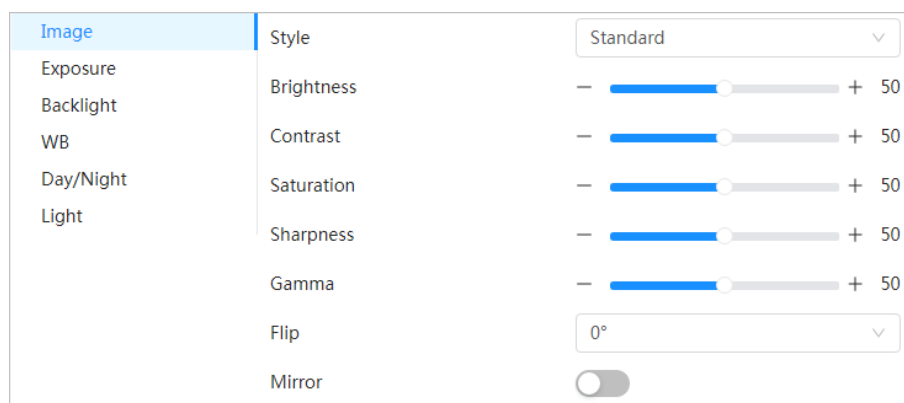 Image
Exposure
Backlight
WB
Day/Night
Light
Style Standard
Brightness − + 50
Contrast − + 50
Saturation − + 50
Sharpness − + 50
Gamma − + 50
Flip 0°
Mirror